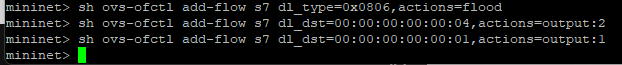 mininet> sh ovs-ofctl add-flow s7 dl_type=0x0806,actions=flood
mininet> sh ovs-ofctl add-flow s7 dl_dst=00:00:00:00:00:04,actions=output:2
mininet> sh ovs-ofctl add-flow s7 dl_dst=00:00:00:00:00:01,actions=output:1
mininet>